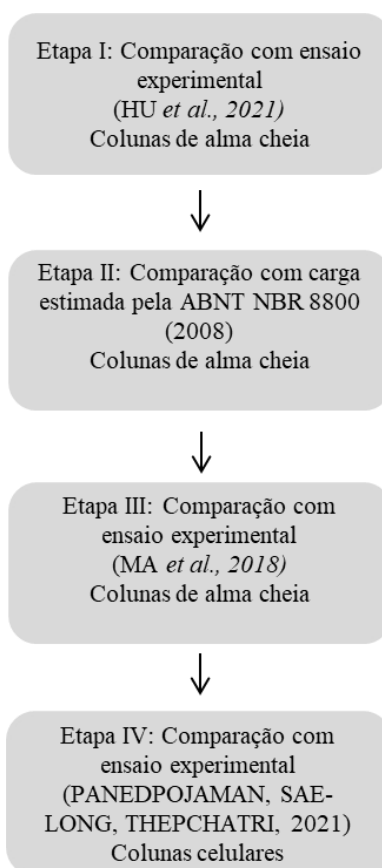 Etapa I: Comparação com ensaio
experimental
(HU et al., 2021)
Colunas de alma cheia
Etapa II: Comparação com carga
estimada pela ABNT NBR 8800
(2008)
Colunas de alma cheia
Etapa III: Comparação com
ensaio experimental
(MA et al., 2018)
Colunas de alma cheia
Etapa IV: Comparação com
ensaio experimental
(PANEDPOJAMAN, SAE-
LONG, THEPCHATRI, 2021)
Colunas celulares